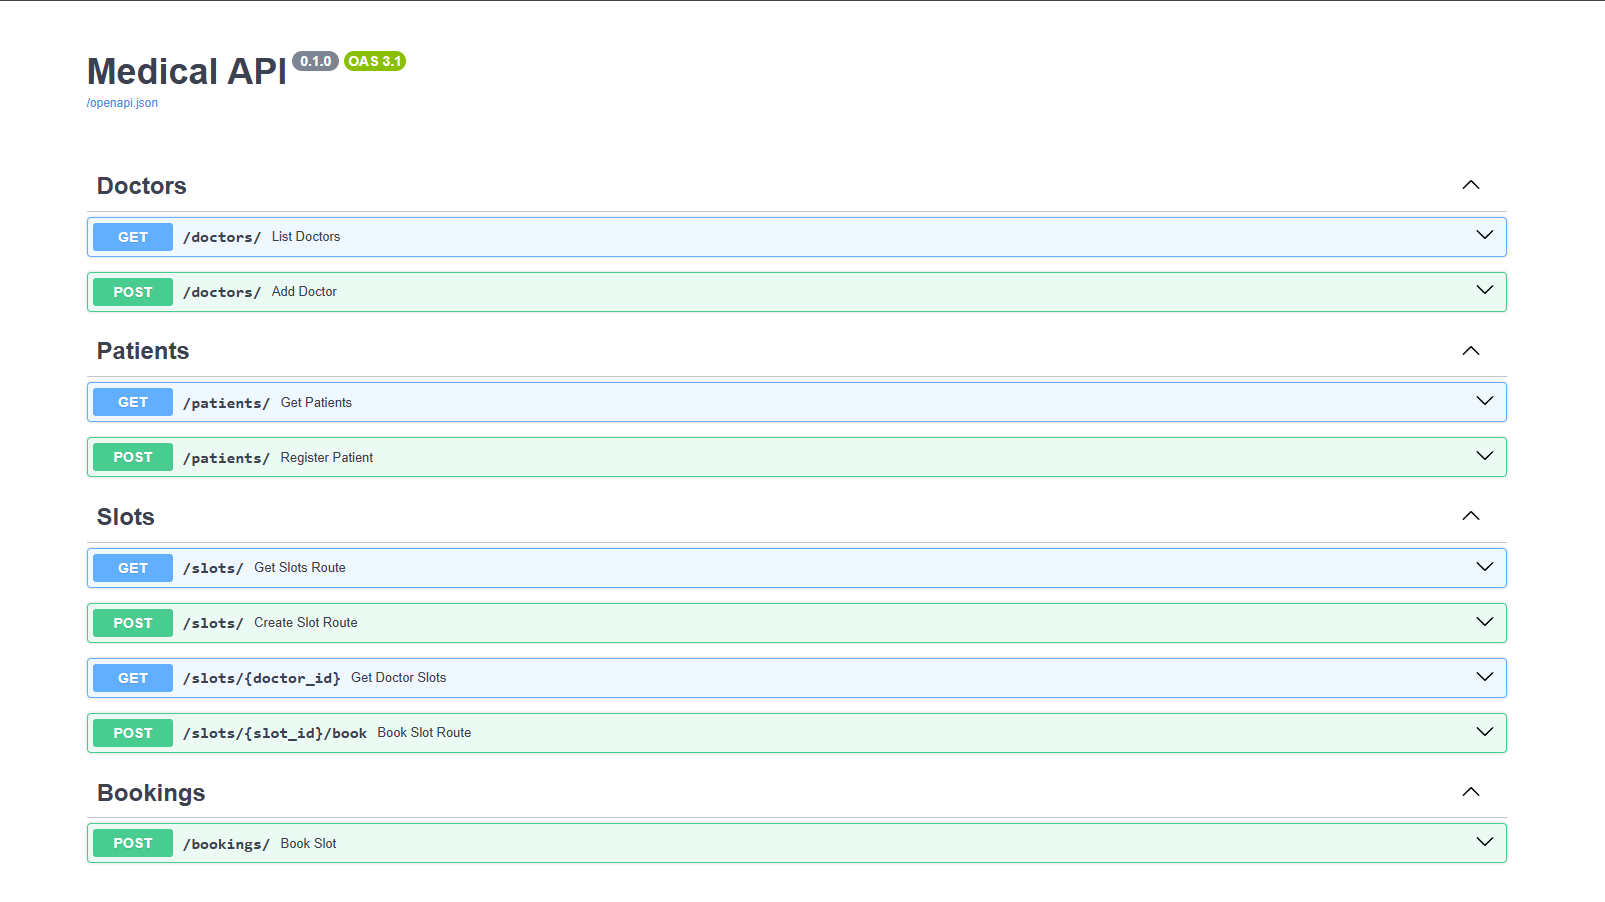 Medical API 0.1.0 OAS 3.1
/openapi.json
Doctors
GET /doctors/ List Doctors
POST /doctors/ Add Doctor
Patients
GET /patients/ Get Patients
POST /patients/ Register Patient
Slots
GET /slots/ Get Slots Route
POST /slots/ Create Slot Route
GET /slots/{doctor_id} Get Doctor Slots
POST /slots/{slot_id}/book Book Slot Route
Bookings
POST /bookings/ Book Slot